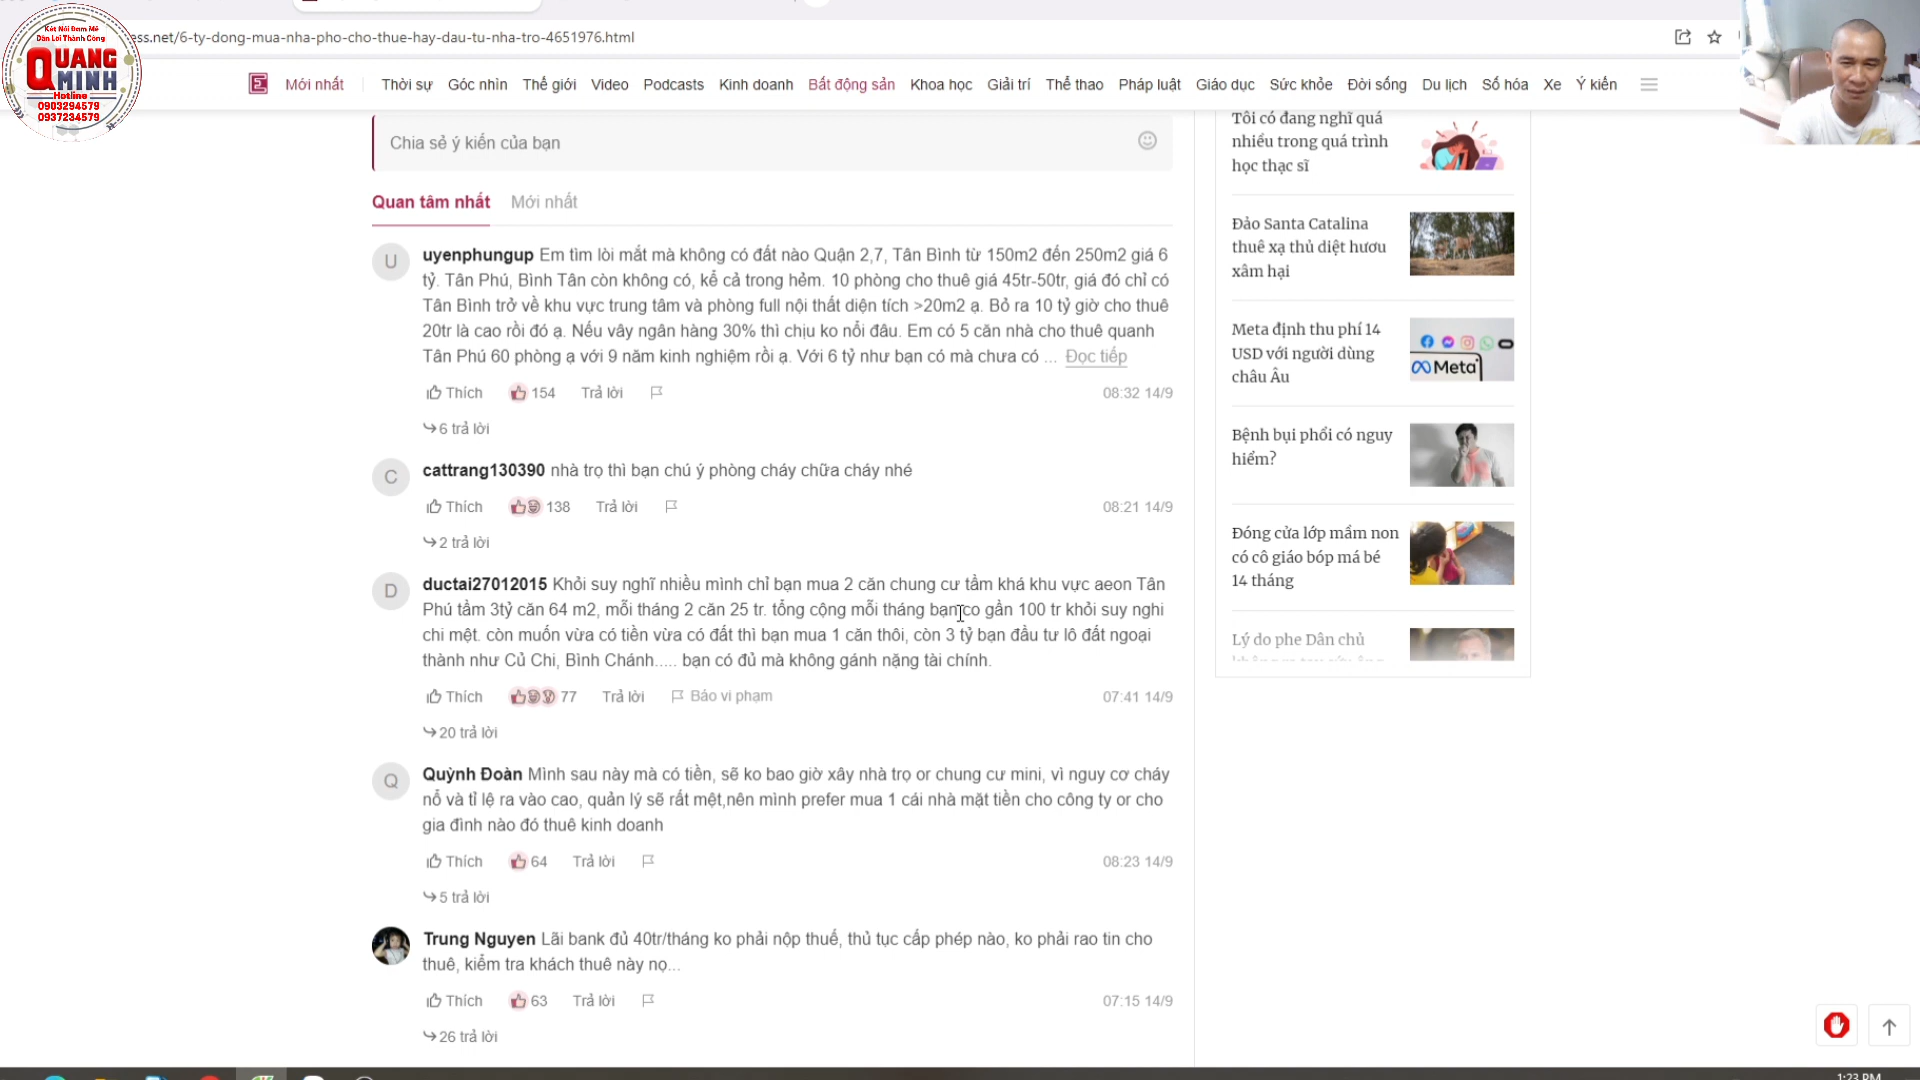 Kết Nối Đam Mê
Dẫn Lối Thành Công
QUANG
MINH
Hotline
0903294579
0937234579
ess.net/6-ty-dong-mua-nha-pho-cho-thue-hay-dau-tu-nha-tro-4651976.html
Mới nhất Thời sự Góc nhìn Thế giới Video Podcasts Kinh doanh Bất động sản Khoa học Giải trí Thể thao Pháp luật Giáo dục Sức khỏe Đời sống Du lịch Số hóa Xe Ý kiến
Chia sẻ ý kiến của bạn
Quan tâm nhất Mới nhất
U
uyenphungup Em tìm lòi mắt mà không có đất nào Quận 2,7, Tân Bình từ 150m2 đến 250m2 giá 6
tỷ. Tân Phú, Bình Tân còn không có, kể cả trong hẻm. 10 phòng cho thuê giá 45tr-50tr, giá đó chỉ có
Tân Bình trở về khu vực trung tâm và phòng full nội thất diện tích >20m2 ạ. Bỏ ra 10 tỷ giờ cho thuê
20tr là cao rồi đó ạ. Nếu vây ngân hàng 30% thì chịu ko nổi đâu. Em có 5 căn nhà cho thuê quanh
Tân Phú 60 phòng ạ với 9 năm kinh nghiệm rồi ạ. Với 6 tỷ như bạn có mà chưa có ... Đọc tiếp
Thích 154 Trả lời 08:32 14/9
6 trả lời
C
cattrang130390 nhà trọ thì bạn chú ý phòng cháy chữa cháy nhé
Thích 138 Trả lời 08:21 14/9
2 trả lời
D
ductai27012015 Khỏi suy nghĩ nhiều mình chỉ bạn mua 2 căn chung cư tầm khá khu vực aeon Tân
Phú tầm 3tỷ căn 64 m2, mỗi tháng 2 căn 25 tr. tổng cộng mỗi tháng bạn co gần 100 tr khỏi suy nghi
chi mệt. còn muốn vừa có tiền vừa có đất thì bạn mua 1 căn thôi, còn 3 tỷ bạn đầu tư lô đất ngoại
thành như Củ Chi, Bình Chánh..... bạn có đủ mà không gánh nặng tài chính.
Thích 77 Trả lời Báo vi phạm 07:41 14/9
20 trả lời
Q
Quỳnh Đoàn Mình sau này mà có tiền, sẽ ko bao giờ xây nhà trọ or chung cư mini, vì nguy cơ cháy
nổ và tỉ lệ ra vào cao, quản lý sẽ rất mệt,nên mình prefer mua 1 cái nhà mặt tiền cho công ty or cho
gia đình nào đó thuê kinh doanh
Thích 64 Trả lời 08:23 14/9
5 trả lời
Trung Nguyen Lãi bank đủ 40tr/tháng ko phải nộp thuế, thủ tục cấp phép nào, ko phải rao tin cho
thuê, kiểm tra khách thuê này nọ...
Thích 63 Trả lời 07:15 14/9
26 trả lời
Tôi có đang nghĩ quá
nhiều trong quá trình
học thạc sĩ
Đảo Santa Catalina
thuê xạ thủ diệt hươu
xâm hại
Meta định thu phí 14
USD với người dùng
châu Âu
Meta
Bệnh bụi phổi có nguy
hiểm?
Đóng cửa lớp mầm non
có cô giáo bóp má bé
14 tháng
Lý do phe Dân chủ
1:23 PM